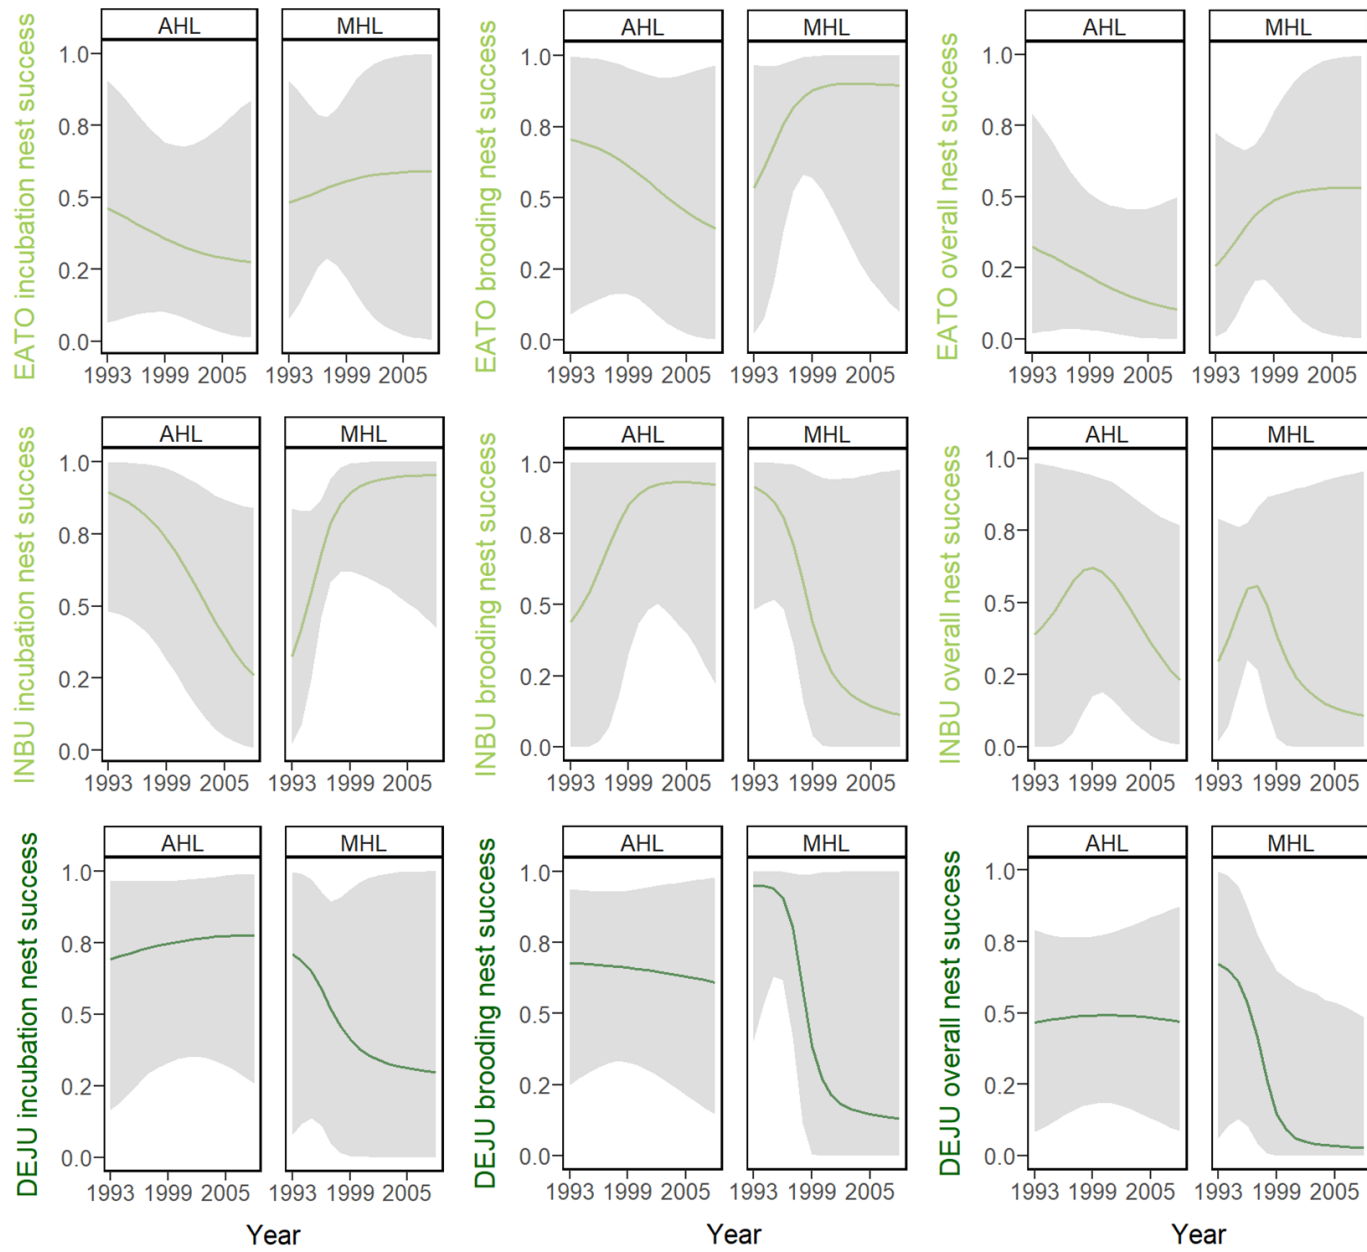 EATO incubation nest success
AHL MHL
1.0
0.8
0.5
0.2
0.0
1993 1999 2005 1993 1999 2005
EATO brooding nest success
AHL MHL
1.0
0.8
0.5
0.2
0.0
1993 1999 2005 1993 1999 2005
EATO overall nest success
AHL MHL
1.0
0.8
0.5
0.2
0.0
1993 1999 2005 1993 1999 2005
INBU incubation nest success
AHL MHL
1.0
0.8
0.5
0.2
0.0
1993 1999 2005 1993 1999 2005
INBU brooding nest success
AHL MHL
1.0
0.8
0.5
0.2
0.0
1993 1999 2005 1993 1999 2005
INBU overall nest success
AHL MHL
1.0
0.8
0.5
0.2
0.0
1993 1999 2005 1993 1999 2005
DEJU incubation nest success
AHL MHL
1.0
0.8
0.5
0.2
0.0
1993 1999 2005 1993 1999 2005
Year
DEJU brooding nest success
AHL MHL
1.0
0.8
0.5
0.2
0.0
1993 1999 2005 1993 1999 2005
Year
DEJU overall nest success
AHL MHL
1.0
0.8
0.5
0.2
0.0
1993 1999 2005 1993 1999 2005
Year